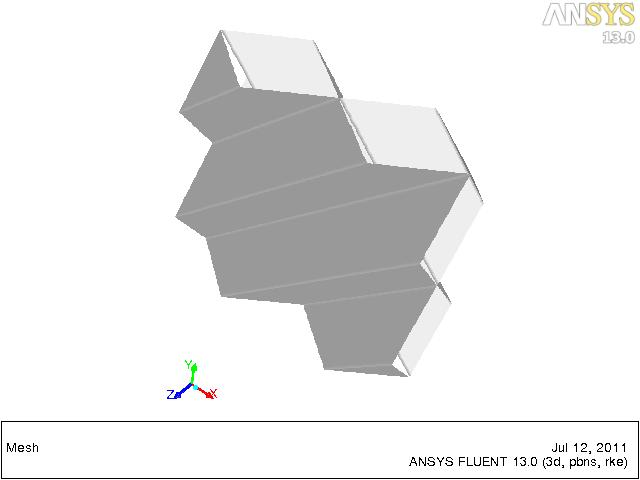 ANSYS
13.0
Y
Z
X
Mesh
Jul 12, 2011
ANSYS FLUENT 13.0 (3d, pbns, rke)